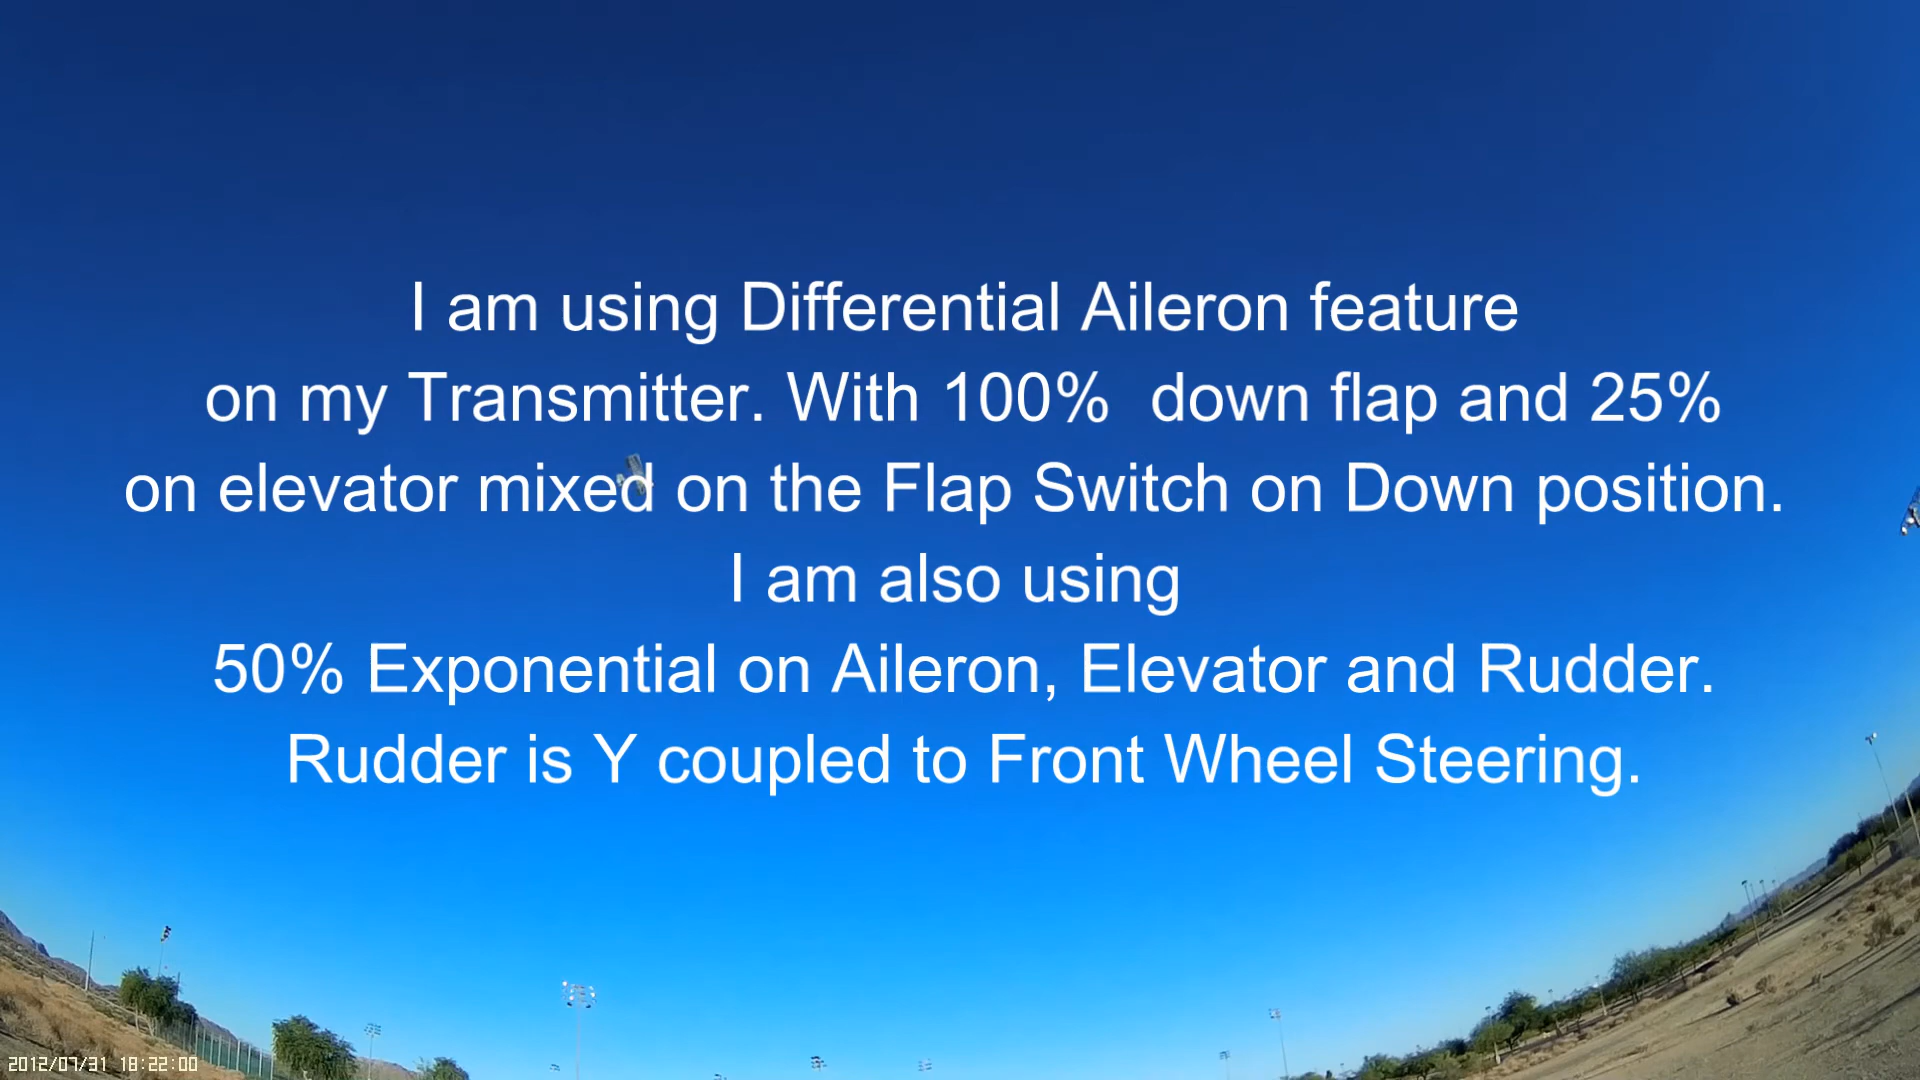 I am using Differential Aileron feature
on my Transmitter. With 100%  down flap and 25%
on elevator mixed on the Flap Switch on Down position.
I am also using
50% Exponential on Aileron, Elevator and Rudder.
Rudder is Y coupled to Front Wheel Steering.
2012/07/31 18:22:00